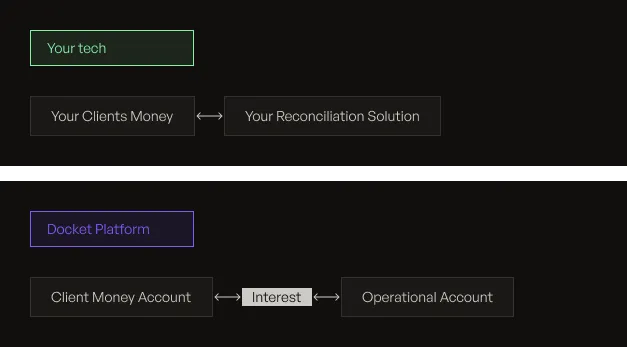 Your tech
Your Clients Money
Your Reconciliation Solution
Docket Platform
Client Money Account
Interest
Operational Account